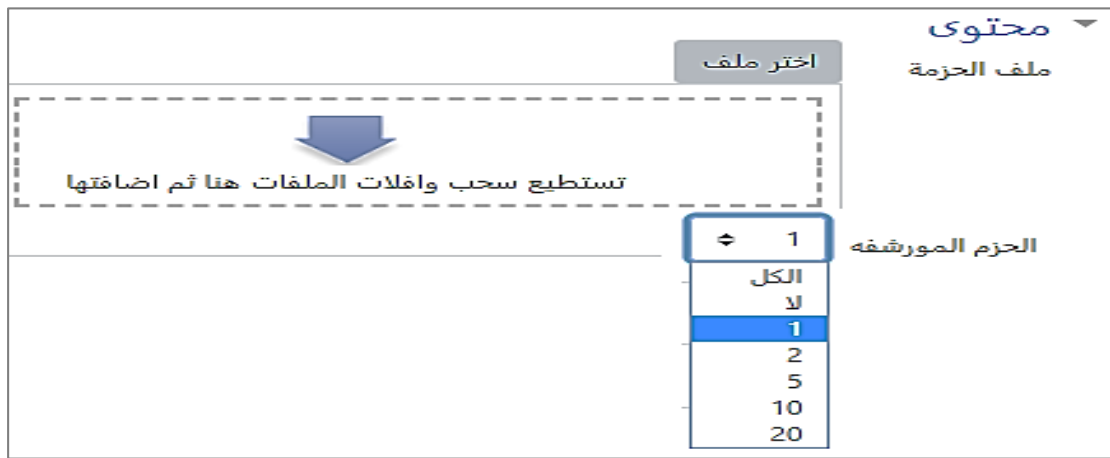 محتوى
ملف الحزمة
اختر ملف
تستطيع سحب وافلات الملفات هنا ثم اضافتها
الحزم المورشفه
1
الكل
لا
1
2
5
10
20